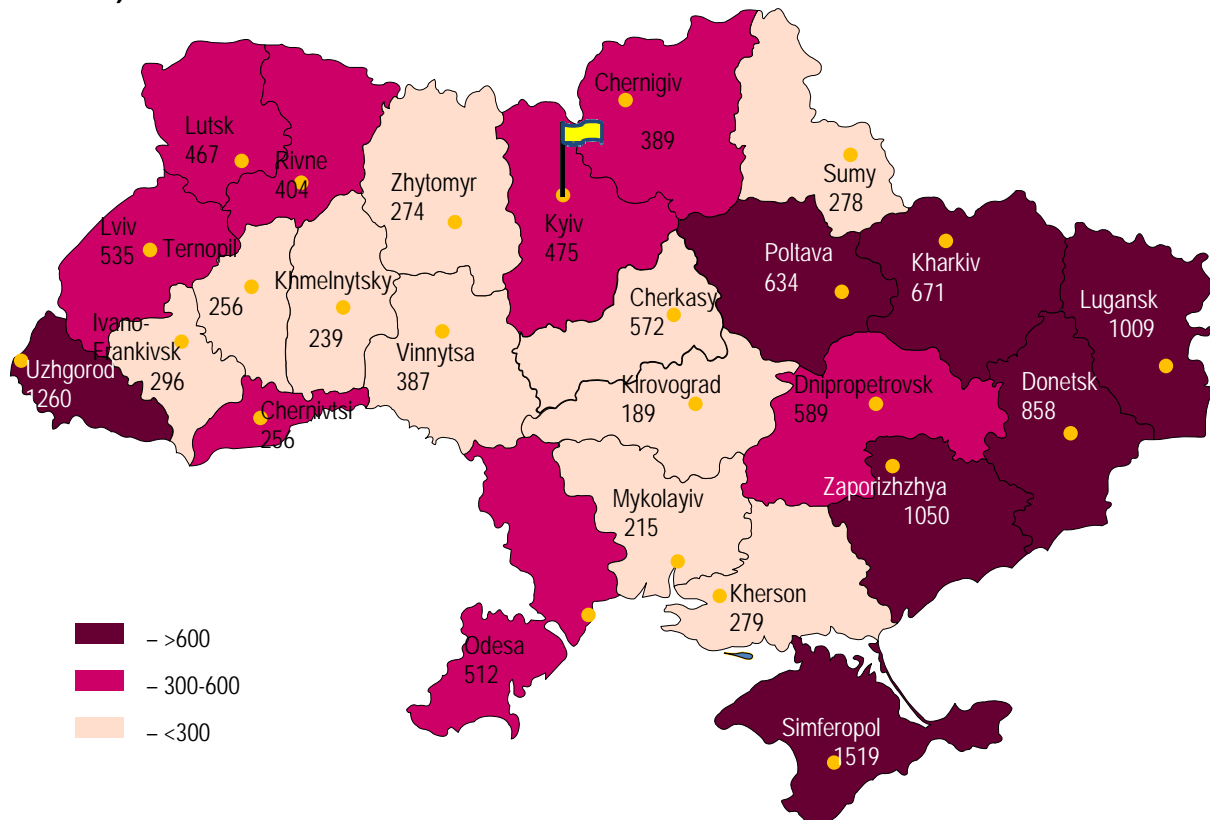 Chernigiv
389
Lutsk
467
Rivne
404
Zhytomyr
274
Sumy
278
Kyiv
475
Lviv
535
Ternopil
256
Khmelnytsky
239
Poltava
634
Kharkiv
671
Lugansk
1009
Cherkasy
572
Ivano-
Frankivsk
296
Vinnytsa
387
Uzhgorod
1260
Kirovograd
189
Dnipropetrovsk
589
Donetsk
858
Chernivtsi
256
Zaporizhzhya
1050
Mykolayiv
215
Kherson
279
Odesa
512
Simferopol
1519
– >600
– 300-600
– <300